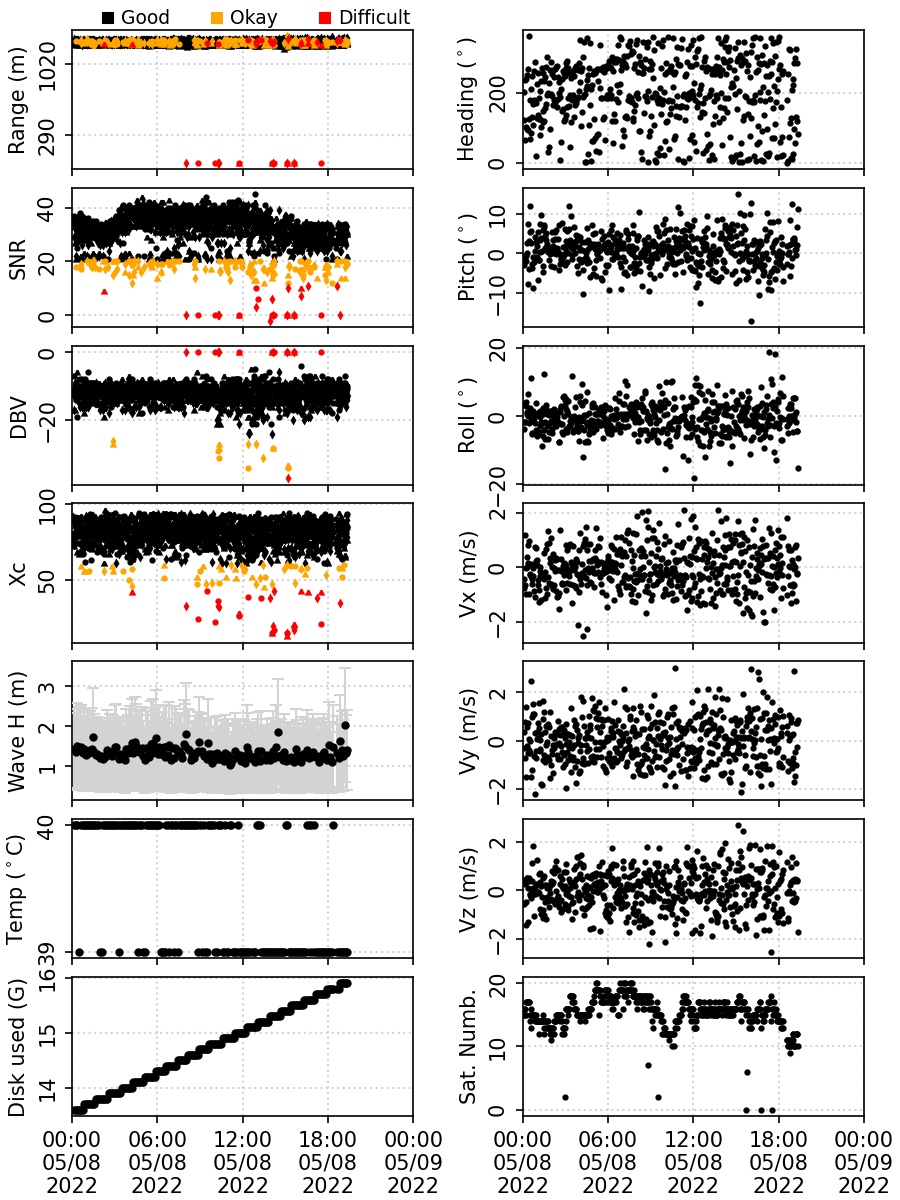 Good Okay Difficult
Range (m)
1020
290
Heading (°)
200
0
SNR
40
20
0
Pitch (°)
10
0
−10
DBV
0
−20
Roll (°)
20
0
−20
Xc
100
50
Vx (m/s)
2
0
−2
Wave H (m)
3
2
1
Vy (m/s)
2
0
−2
Temp (°C)
40
39
Vz (m/s)
2
0
−2
Disk used (G)
16
15
14
Sat. Numb.
20
10
0
00:00 06:00 12:00 18:00 00:00
05/08 05/08 05/08 05/08 05/09
2022 2022 2022 2022 2022
00:00 06:00 12:00 18:00 00:00
05/08 05/08 05/08 05/08 05/09
2022 2022 2022 2022 2022